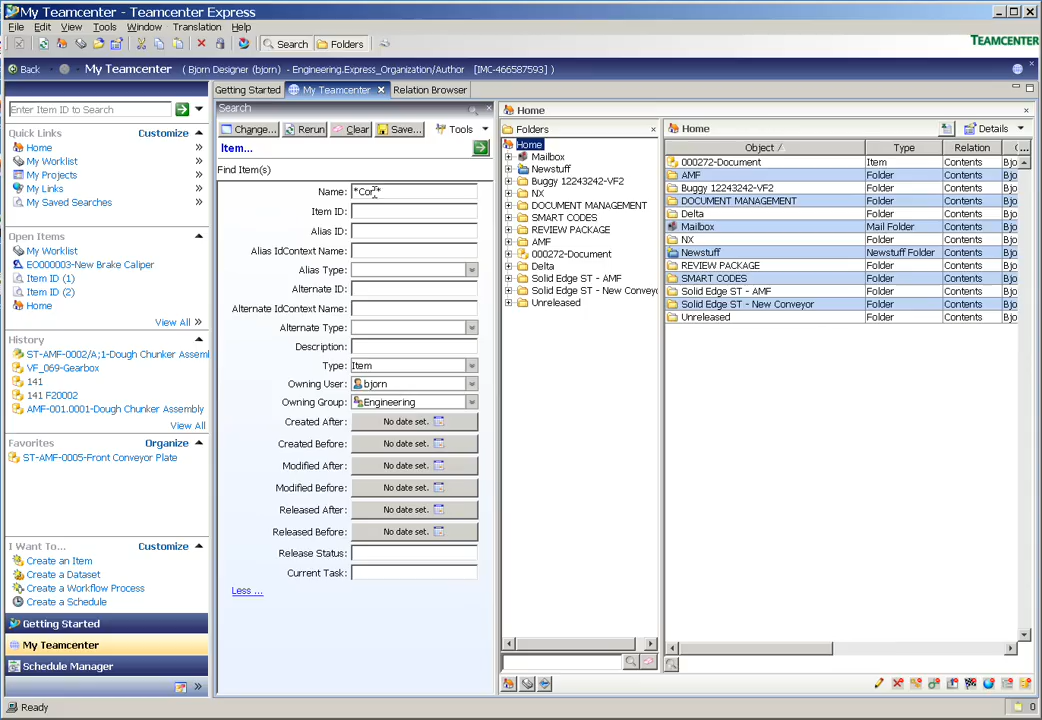 My Teamcenter - Teamcenter Express
File Edit View Tools Window Translation Help
Search Folders
TEAMCENTER
Back My Teamcenter ( Bjorn Designer (bjorn) - Engineering.Express_Organization/Author [IMC-466587593] )
Enter Item ID to Search
Quick Links Customize
Home
My Worklist
My Projects
My Links
My Saved Searches
Open Items
My Worklist
EO000003-New Brake Caliper
Item ID (1)
Item ID (2)
Home
View All
History
ST-AMF-0002/A;1-Dough Chunker Assembl
VF_069-Gearbox
141
141 F20002
AMF-001.0001-Dough Chunker Assembly
View All
Favorites Organize
ST-AMF-0005-Front Conveyor Plate
I Want To... Customize
Create an Item
Create a Dataset
Create a Workflow Process
Create a Schedule
Getting Started
My Teamcenter
Schedule Manager
Getting Started My Teamcenter Relation Browser
Search
Change... Rerun Clear Save... Tools
Item...
Find Item(s)
Name:
Item ID:
Alias ID:
Alias IdContext Name:
Alias Type:
Alternate ID:
Alternate IdContext Name:
Alternate Type:
Description:
Type: Item
Owning User: bjorn
Owning Group: Engineering
Created After: No date set.
Created Before: No date set.
Modified After: No date set.
Modified Before: No date set.
Released After: No date set.
Released Before: No date set.
Release Status:
Current Task:
Less ...
Home
Folders
Home
Mailbox
Newstuff
Buggy 12243242-VF2
NX
DOCUMENT MANAGEMENT
SMART CODES
REVIEW PACKAGE
AMF
000272-Document
Delta
Solid Edge ST - AMF
Solid Edge ST - New Conveyo
Unreleased
Home Details
Object Type Relation
000272-Document Item Contents Bjo
AMF Folder Contents Bjo
Buggy 12243242-VF2 Folder Contents Bjo
DOCUMENT MANAGEMENT Folder Contents Bjo
Delta Folder Contents Bjo
Mailbox Mail Folder Contents Bjo
NX Folder Contents Bjo
Newstuff Newstuff Folder Contents Bjo
REVIEW PACKAGE Folder Contents Bjo
SMART CODES Folder Contents Bjo
Solid Edge ST - AMF Folder Contents Bjo
Solid Edge ST - New Conveyor Folder Contents Bjo
Unreleased Folder Contents Bjo
Ready 0